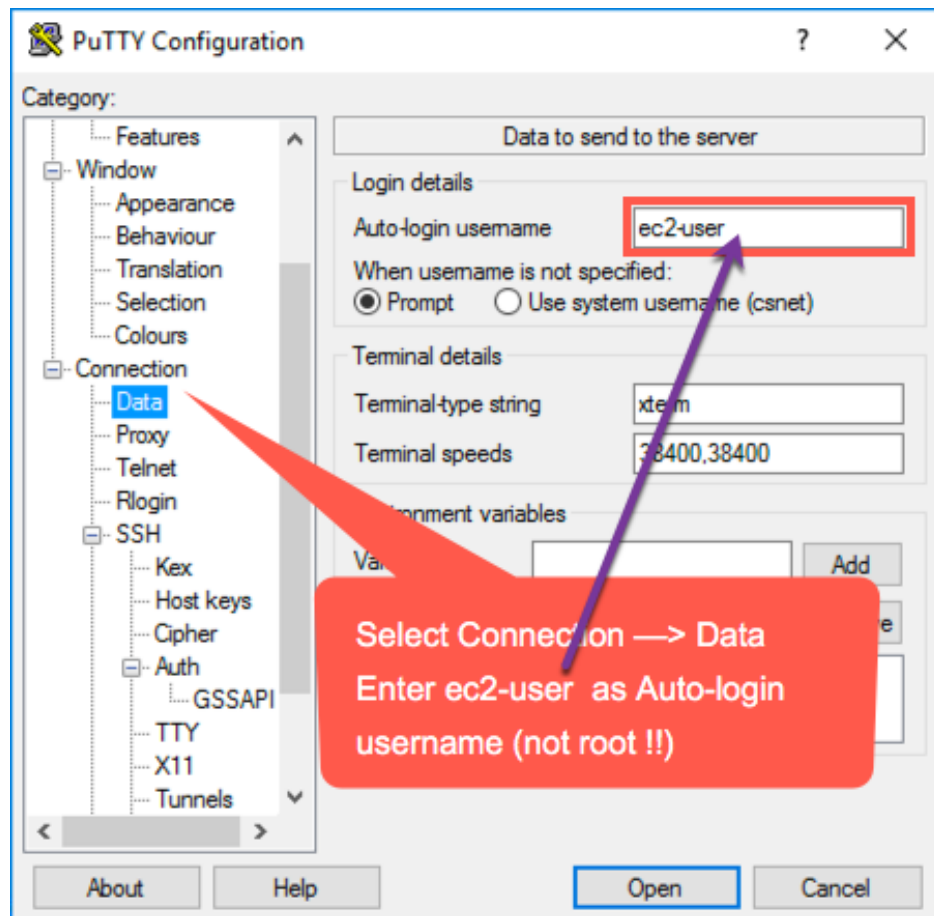 PuTTY Configuration
?
Category:
Features
Window
Appearance
Behaviour
Translation
Selection
Colours
Connection
Data
Proxy
Telnet
Rlogin
SSH
Kex
Host keys
Cipher
Auth
GSSAPI
TTY
X11
Tunnels
Data to send to the server
Login details
Auto-login username
ec2-user
When username is not specified:
Prompt
Use system username (csnet)
Terminal details
Terminal-type string
xterm
Terminal speeds
38400,38400
variables
Add
Select Connection —> Data
Enter ec2-user as Auto-login
username (not root !!)
About
Help
Open
Cancel